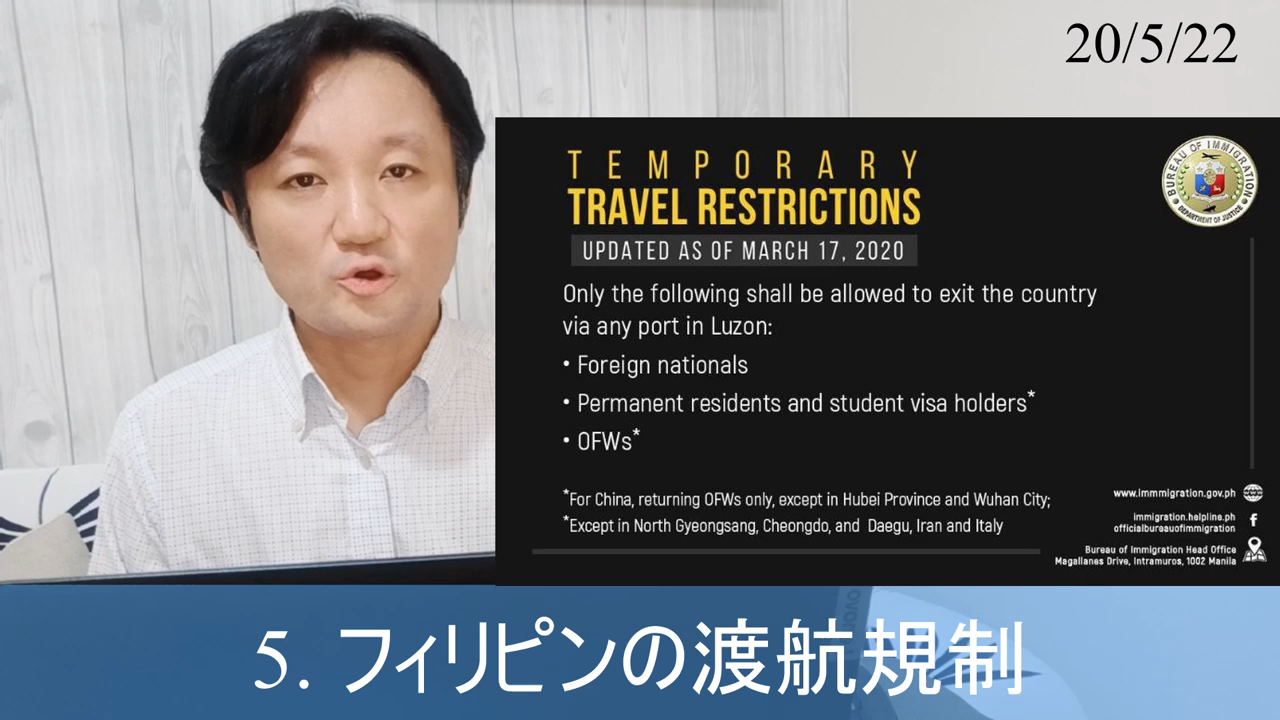 20/5/22
TEMPORARY
TRAVEL RESTRICTIONS
UPDATED AS OF MARCH 17, 2020
Only the following shall be allowed to exit the country
via any port in Luzon:
• Foreign nationals
• Permanent residents and student visa holders*
• OFWs*
*For China, returning OFWs only, except in Hubei Province and Wuhan City;
*Except in North Gyeongsang, Cheongdo, and Daegu, Iran and Italy
BUREAU OF IMMIGRATION
DEPARTMENT OF JUSTICE
www.immmigration.gov.ph
immigration.helpline.ph
officialbureauofimmigration
Bureau of Immigration Head Office
Magallanes Drive, Intramuros, 1002 Manila
5. フィリピンの渡航規制